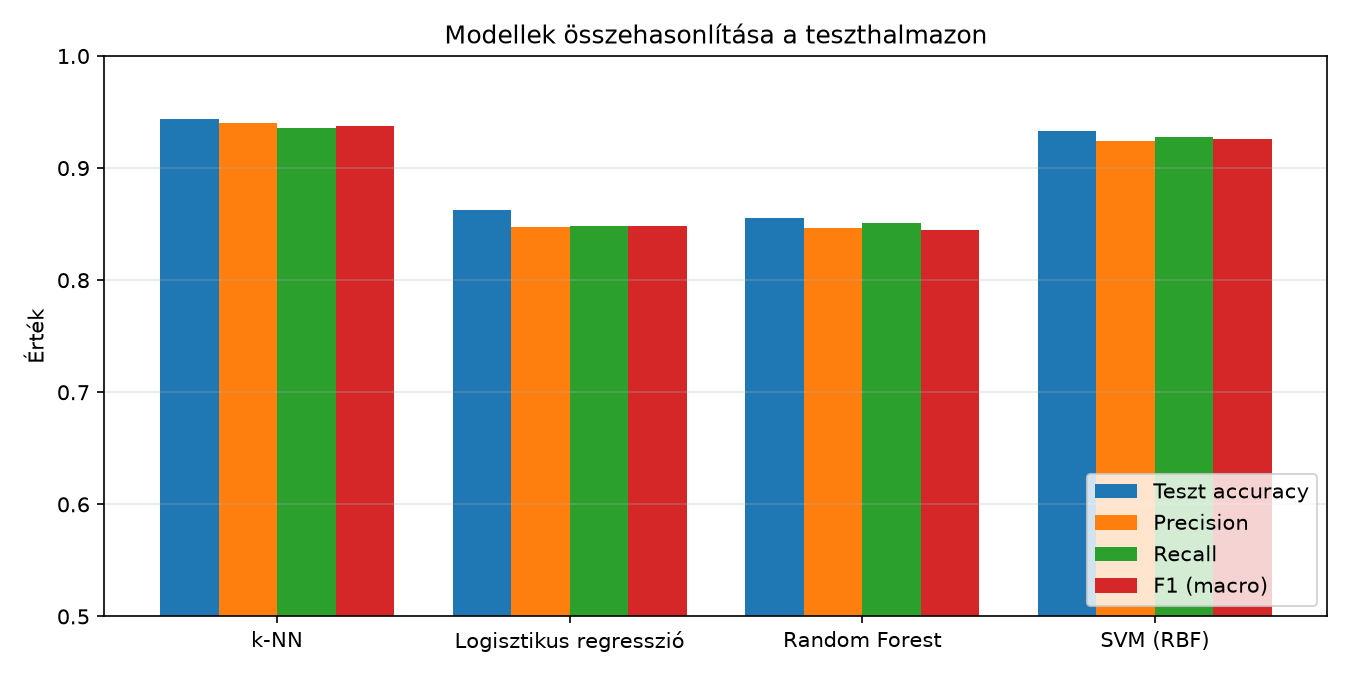 Modellek összehasonlítása a teszthalmazon
Érték
1.0
0.9
0.8
0.7
0.6
0.5
k-NN
Logisztikus regresszió
Random Forest
SVM (RBF)
Teszt accuracy
Precision
Recall
F1 (macro)